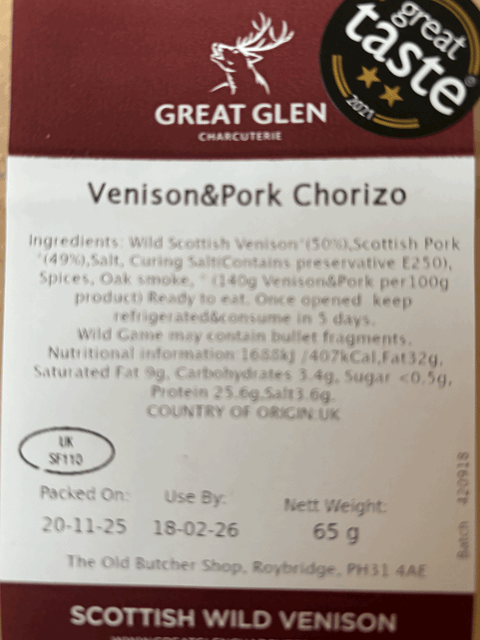 great
taste
2021
GREAT GLEN
CHARCUTERIE
Venison&Pork Chorizo
Ingredients: Wild Scottish Venison*(50%),Scottish Pork
*(49%),Salt, Curing Salt(Contains preservative E250),
Spices, Oak smoke, * (140g Venison&Pork per100g
product) Ready to eat. Once opened keep
refrigerated&consume in 5 days.
Wild Game may contain bullet fragments.
Nutritional information:1688kJ /407kCal,Fat32g,
Saturated Fat 9g, Carbohydrates 3.4g, Sugar <0.5g,
Protein 25.6g,Salt3.6g.
COUNTRY OF ORIGIN:UK
UK
SF110
Packed On: Use By: Nett Weight:
20-11-25 18-02-26 65 g
Batch 420918
The Old Butcher Shop, Roybridge, PH31 4AE
SCOTTISH WILD VENISON